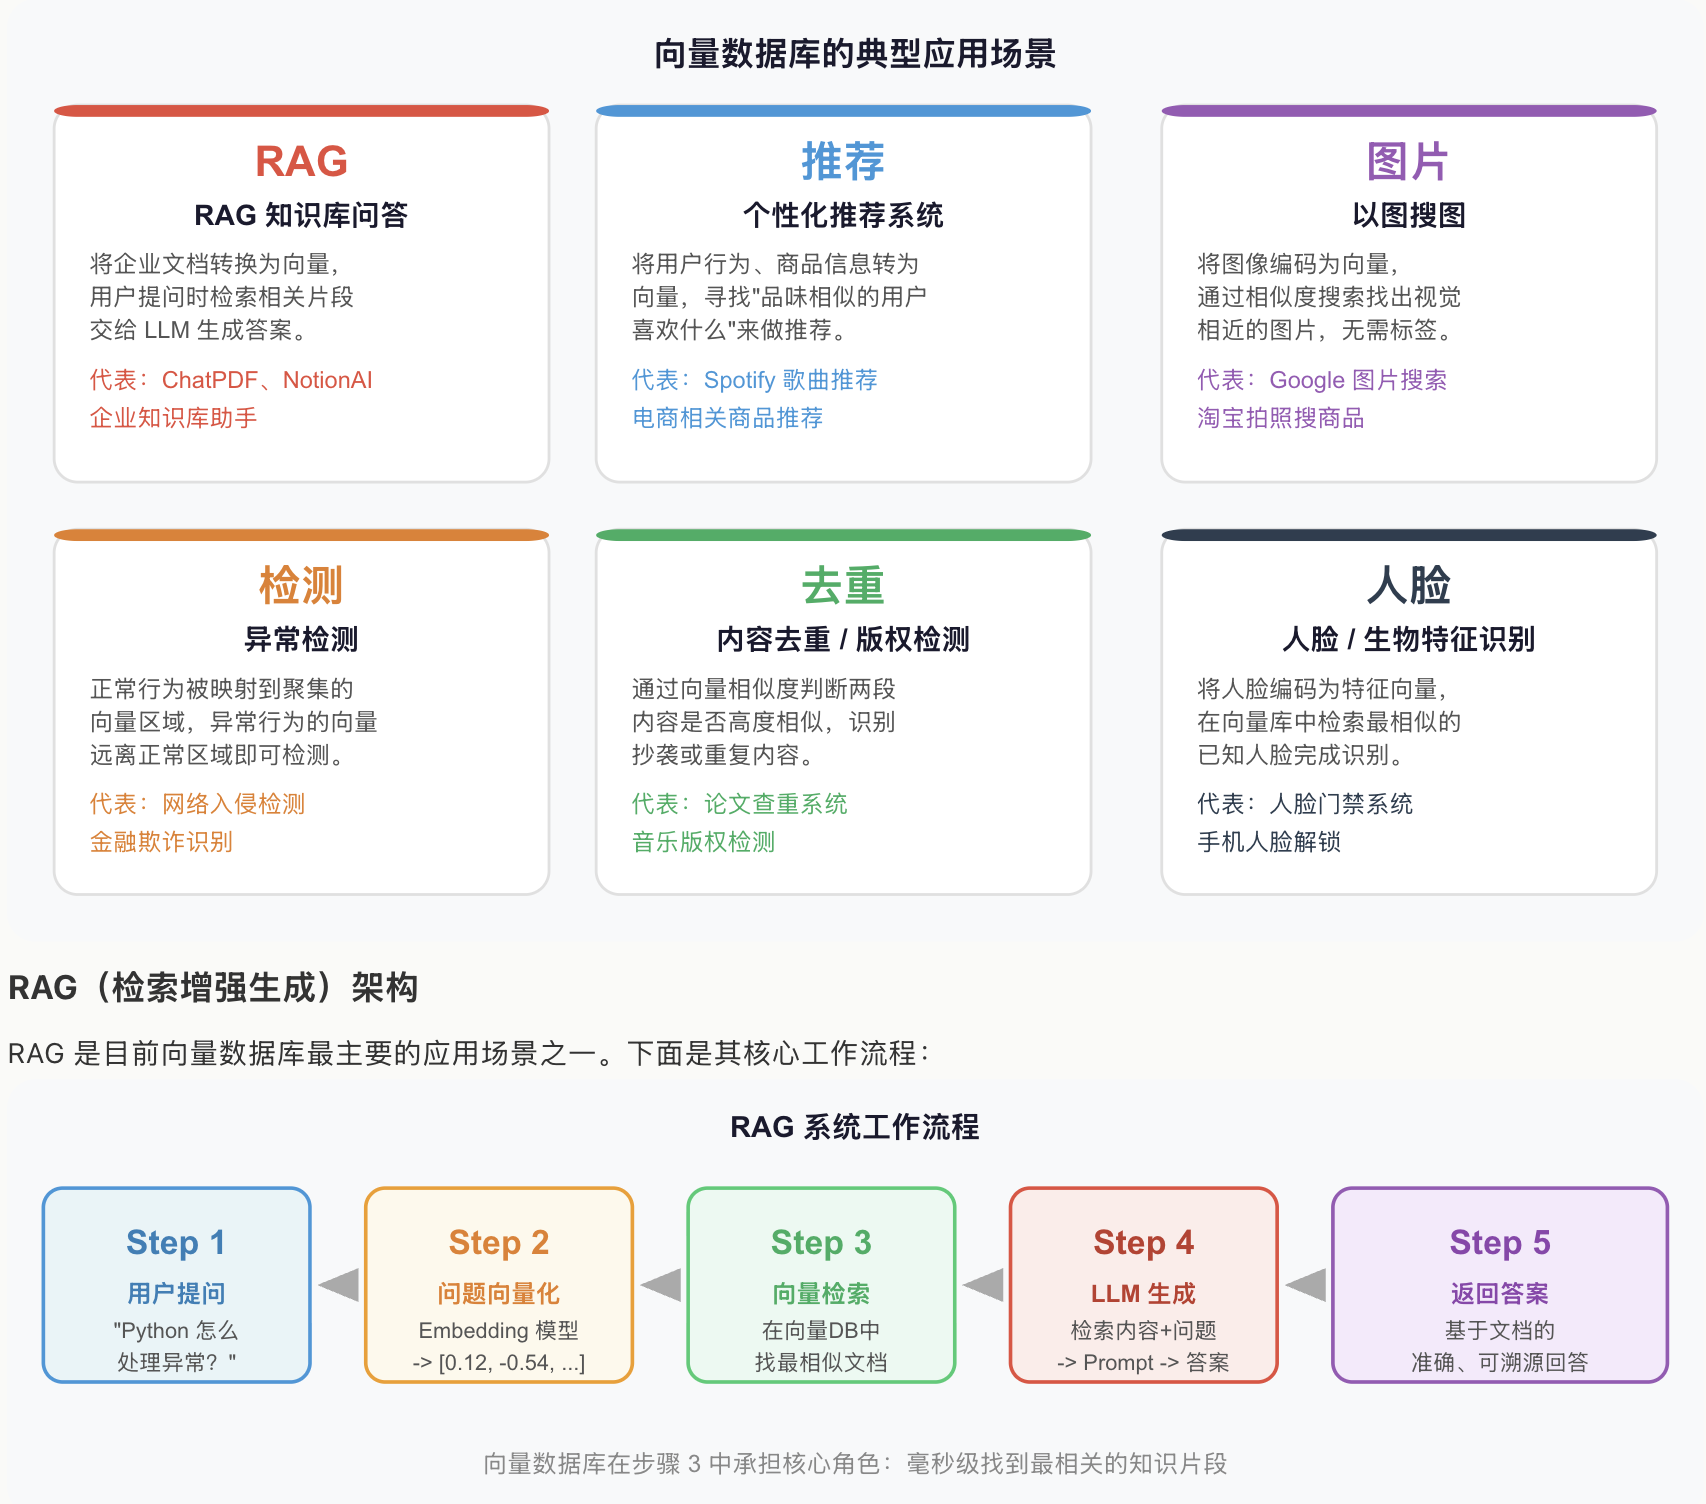 向量数据库的典型应用场景
RAG
RAG 知识库问答
将企业文档转换为向量，
用户提问时检索相关片段
交给 LLM 生成答案。
代表：ChatPDF、NotionAI
企业知识库助手
推荐
个性化推荐系统
将用户行为、商品信息转为
向量，寻找"品味相似的用户
喜欢什么"来做推荐。
代表：Spotify 歌曲推荐
电商相关商品推荐
图片
以图搜图
将图像编码为向量，
通过相似度搜索找出视觉
相近的图片，无需标签。
代表：Google 图片搜索
淘宝拍照搜商品
检测
异常检测
正常行为被映射到聚集的
向量区域，异常行为的向量
远离正常区域即可检测。
代表：网络入侵检测
金融欺诈识别
去重
内容去重 / 版权检测
通过向量相似度判断两段
内容是否高度相似，识别
抄袭或重复内容。
代表：论文查重系统
音乐版权检测
人脸
人脸 / 生物特征识别
将人脸编码为特征向量，
在向量库中检索最相似的
已知人脸完成识别。
代表：人脸门禁系统
手机人脸解锁
RAG（检索增强生成）架构
RAG 是目前向量数据库最主要的应用场景之一。下面是其核心工作流程：
RAG 系统工作流程
Step 1
用户提问
"Python 怎么
处理异常？"
Step 2
问题向量化
Embedding 模型
-> [0.12, -0.54, ...]
Step 3
向量检索
在向量DB中
找最相似文档
Step 4
LLM 生成
检索内容+问题
-> Prompt -> 答案
Step 5
返回答案
基于文档的
准确、可溯源回答
向量数据库在步骤 3 中承担核心角色：毫秒级找到最相关的知识片段